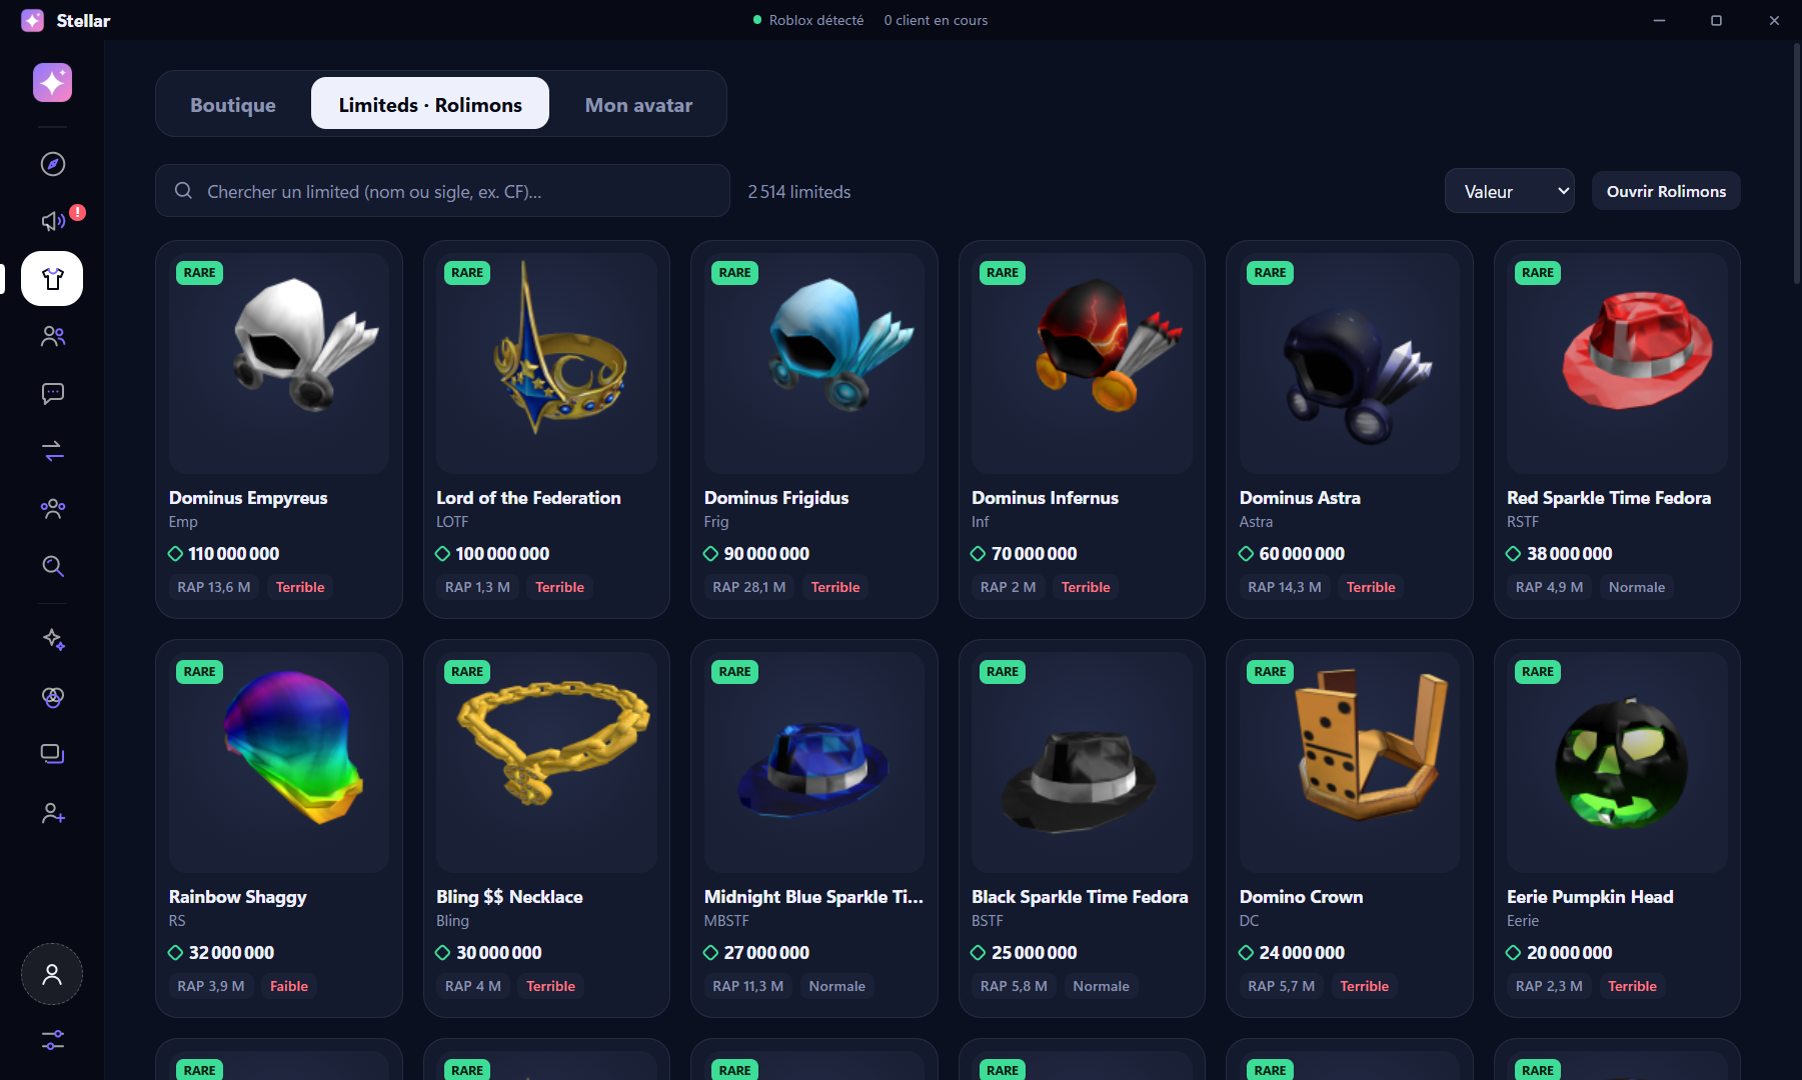 Stellar
Roblox détecté 0 client en cours
Boutique Limiteds · Rolimons Mon avatar
Chercher un limited (nom ou sigle, ex. CF)... 2 514 limiteds Valeur Ouvrir Rolimons
!
RARE RARE RARE RARE RARE RARE
Dominus Empyreus Lord of the Federation Dominus Frigidus Dominus Infernus Dominus Astra Red Sparkle Time Fedora
Emp LOTF Frig Inf Astra RSTF
110 000 000 100 000 000 90 000 000 70 000 000 60 000 000 38 000 000
RAP 13,6 M Terrible RAP 1,3 M Terrible RAP 28,1 M Terrible RAP 2 M Terrible RAP 14,3 M Terrible RAP 4,9 M Normale
RARE RARE RARE RARE RARE RARE
Rainbow Shaggy Bling $$ Necklace Midnight Blue Sparkle Ti... Black Sparkle Time Fedora Domino Crown Eerie Pumpkin Head
RS Bling MBSTF BSTF DC Eerie
32 000 000 30 000 000 27 000 000 25 000 000 24 000 000 20 000 000
RAP 3,9 M Faible RAP 4 M Terrible RAP 11,3 M Normale RAP 5,8 M Normale RAP 5,7 M Terrible RAP 2,3 M Terrible
RARE RARE RARE RARE RARE RARE